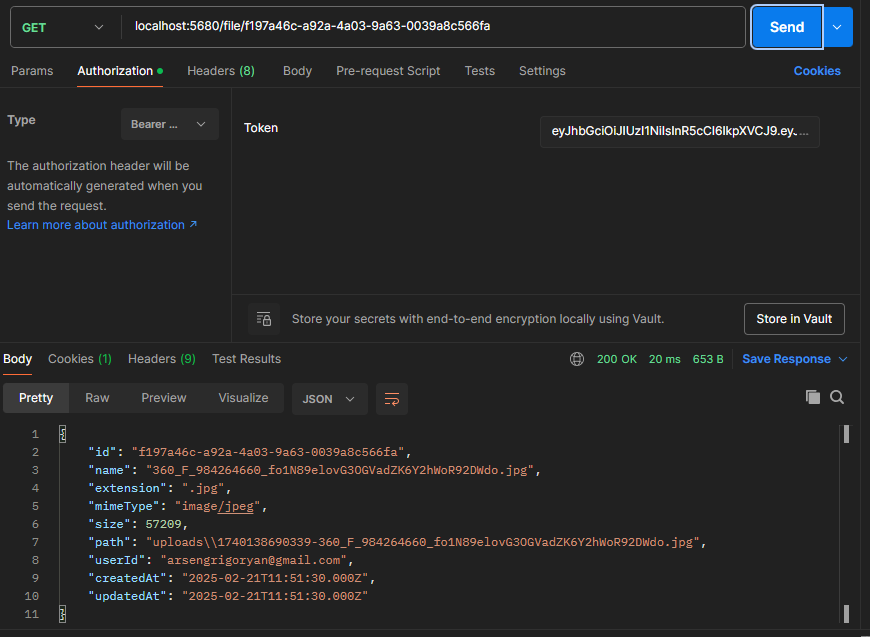 GET localhost:5680/file/f197a46c-a92a-4a03-9a63-0039a8c566fa Send
Params Authorization Headers (8) Body Pre-request Script Tests Settings Cookies
Type Bearer ... Token eyJhbGciOiJIUzI1NiIsInR5cCI6IkpXVCJ9.ey...
The authorization header will be
automatically generated when you
send the request.
Learn more about authorization ↗
Store your secrets with end-to-end encryption locally using Vault. Store in Vault
Body Cookies (1) Headers (9) Test Results 200 OK 20 ms 653 B Save Response
Pretty Raw Preview Visualize JSON
1 {
2 "id": "f197a46c-a92a-4a03-9a63-0039a8c566fa",
3 "name": "360_F_984264660_fo1N89elovG3OGVadZK6Y2hWoR92DWdo.jpg",
4 "extension": ".jpg",
5 "mimeType": "image/jpeg",
6 "size": 57209,
7 "path": "uploads\\1740138690339-360_F_984264660_fo1N89elovG3OGVadZK6Y2hWoR92DWdo.jpg",
8 "userId": "arsengrigoryan@gmail.com",
9 "createdAt": "2025-02-21T11:51:30.000Z",
10 "updatedAt": "2025-02-21T11:51:30.000Z"
11 }